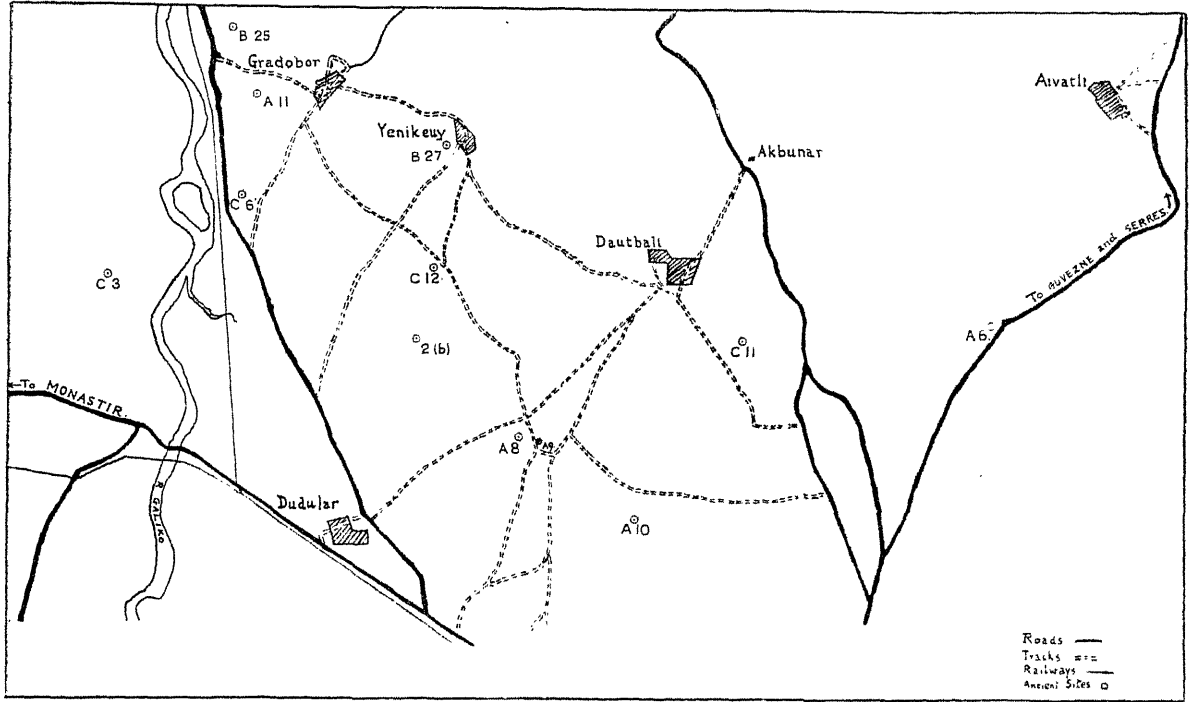 B 25
Gradobor
A 11
Yenikeuy
B 27
Aivatli
Akbunar
C 6
Dautbali
C 3
C 12
To AUVEZNE and SERRES.
2 (b)
C 11
A 6.
←To MONASTIR.
A 8
A 9
R GALIKO
Dudular
A 10
Roads
Tracks
Railways
Ancient Sites